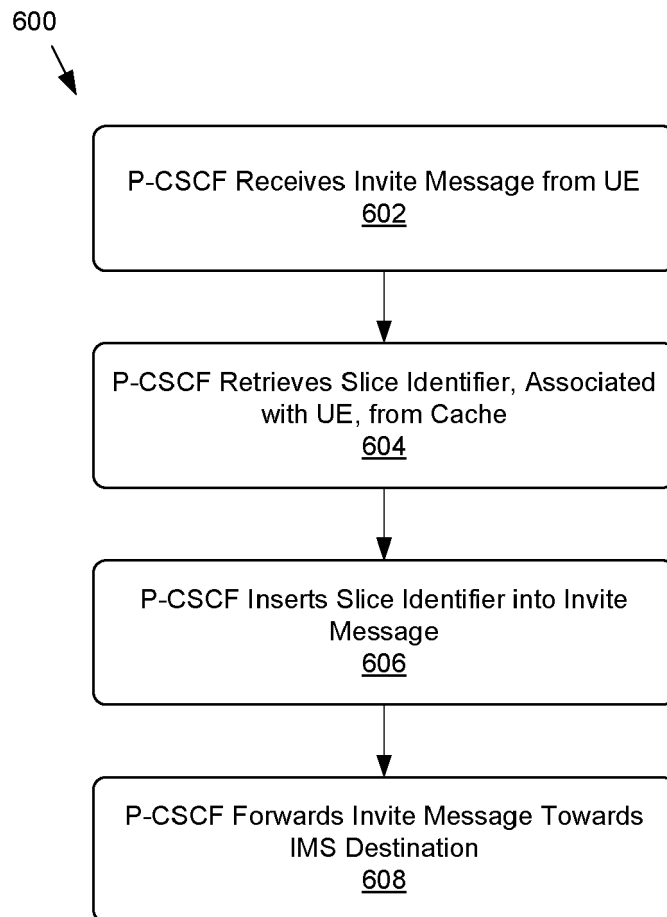 600
P-CSCF Receives Invite Message from UE
602
P-CSCF Retrieves Slice Identifier, Associated
with UE, from Cache
604
P-CSCF Inserts Slice Identifier into Invite
Message
606
P-CSCF Forwards Invite Message Towards
IMS Destination
608